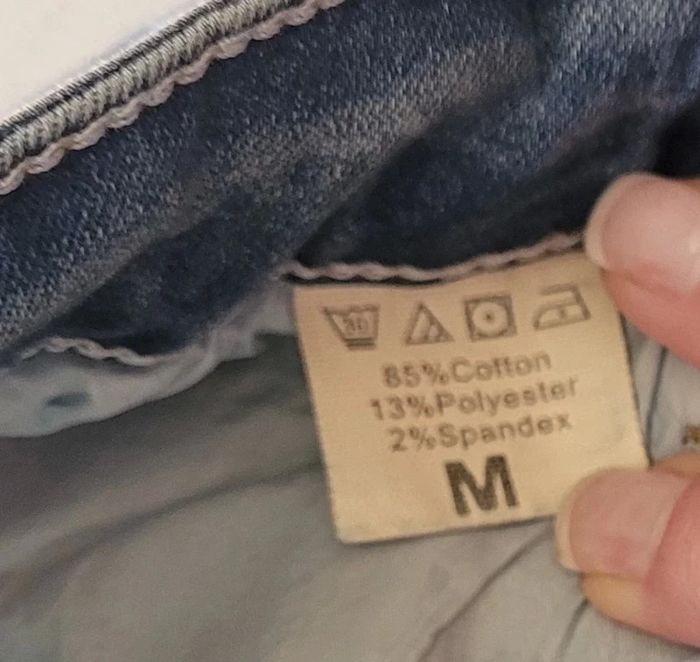 30
85%Cotton
13%Polyester
2%Spandex
M